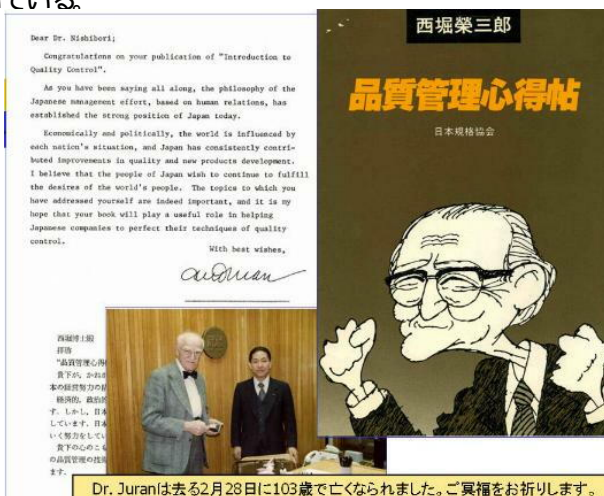 ている。
Dear Dr. Nishibori;
Congratulations on your publication of "Introduction to
Quality Control".
As you have been saying all along, the philosophy of the
Japanese management effort, based on human relations, has
established the strong position of Japan today.
Economically and politically, the world is influenced by
each nation's situation, and Japan has consistently contri-
buted improvements in quality and new products development.
I believe that the people of Japan wish to continue to fulfill
the desires of the world's people. The topics to which you
have addressed yourself are indeed important, and it is my
hope that your book will play a useful role in helping
Japanese companies to perfect their techniques of quality
control.
With best wishes,
西堀博士殿
拝啓
"品質管理心得
貴下が、かねが
本の経営努力の結
経済的、政治的
す。しかし、日本
しています。日本
いく努力をしてい
貴下の心のこも
の品質管理の技術
ます。
西堀榮三郎
品質管理心得帖
日本規格協会
Dr. Juranは去る2月28日に103歳で亡くなられました。ご冥福をお祈りします。